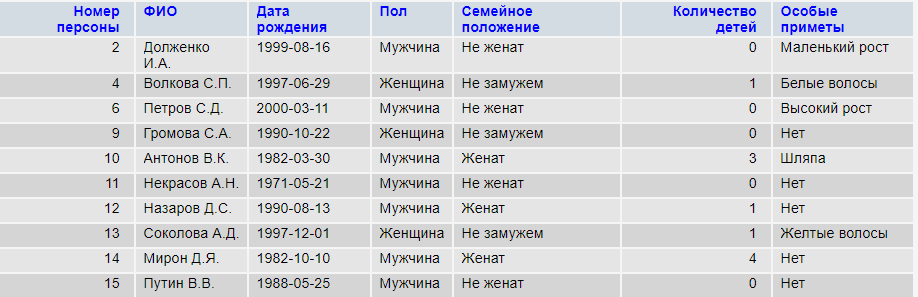 Номер персоны ФИО Дата рождения Пол Семейное положение Количество детей Особые приметы
2 Долженко И.А. 1999-08-16 Мужчина Не женат 0 Маленький рост
4 Волкова С.П. 1997-06-29 Женщина Не замужем 1 Белые волосы
6 Петров С.Д. 2000-03-11 Мужчина Не женат 0 Высокий рост
9 Громова С.А. 1990-10-22 Женщина Не замужем 0 Нет
10 Антонов В.К. 1982-03-30 Мужчина Женат 3 Шляпа
11 Некрасов А.Н. 1971-05-21 Мужчина Не женат 0 Нет
12 Назаров Д.С. 1990-08-13 Мужчина Женат 1 Нет
13 Соколова А.Д. 1997-12-01 Женщина Не замужем 1 Желтые волосы
14 Мирон Д.Я. 1982-10-10 Мужчина Женат 4 Нет
15 Путин В.В. 1988-05-25 Мужчина Не женат 0 Нет